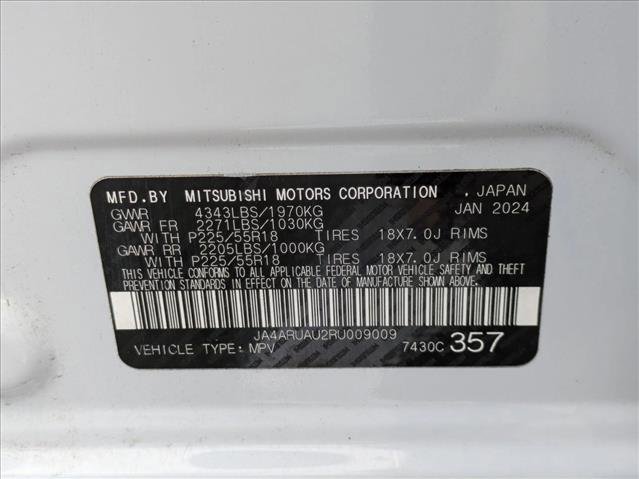 MFD.BY MITSUBISHI MOTORS CORPORATION . JAPAN
GVWR 4343LBS/1970KG JAN 2024
GAWR FR 2271LBS/1030KG
WITH P225/55R18 TIRES 18X7.0J RIMS
GAWR RR 2205LBS/1000KG
WITH P225/55R18 TIRES 18X7.0J RIMS
THIS VEHICLE CONFORMS TO ALL APPLICABLE FEDERAL MOTOR VEHICLE SAFETY AND THEFT
PREVENTION STANDARDS IN EFFECT ON THE DATE OF MANUFACTURE SHOWN ABOVE.
JA4ARUAU2RU009009
VEHICLE TYPE: MPV 7430C 357